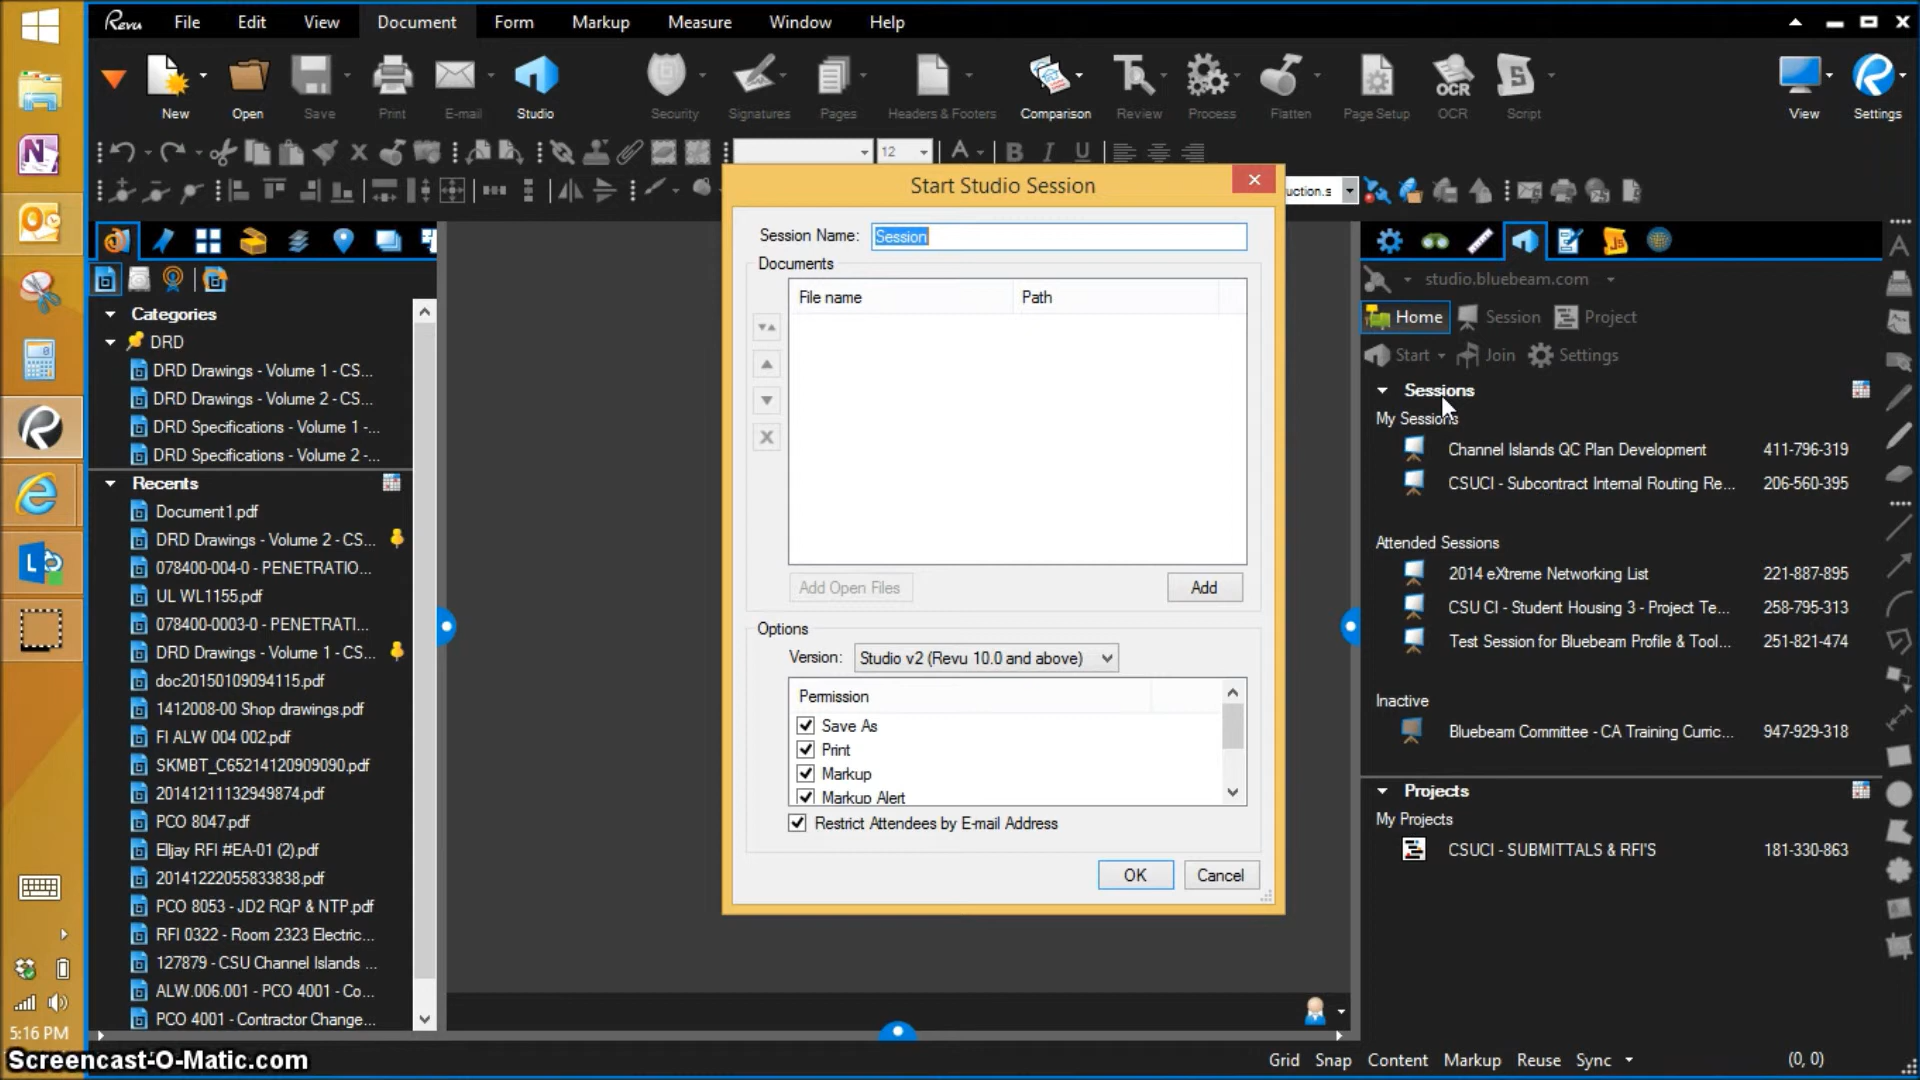 Revu File Edit View Document Form Markup Measure Window Help
New Open Save Print E-mail Studio Security Signatures Pages Headers & Footers Comparison Review Process Flatten Page Setup OCR Script View Settings
12
uction.s
Start Studio Session
Session Name: Session
Documents
File name Path
Add Open Files Add
Options
Version: Studio v2 (Revu 10.0 and above)
Permission
Save As
Print
Markup
Markup Alert
Restrict Attendees by E-mail Address
OK Cancel
Categories
DRD
DRD Drawings - Volume 1 - CS...
DRD Drawings - Volume 2 - CS...
DRD Specifications - Volume 1 -...
DRD Specifications - Volume 2 -...
Recents
Document1.pdf
DRD Drawings - Volume 2 - CS...
078400-004-0 - PENETRATIO...
UL WL1155.pdf
078400-0003-0 - PENETRATI...
DRD Drawings - Volume 1 - CS...
doc20150109094115.pdf
1412008-00 Shop drawings.pdf
FI ALW 004 002.pdf
SKMBT_C65214120909090.pdf
20141211132949874.pdf
PCO 8047.pdf
Elljay RFI #EA-01 (2).pdf
20141222055833838.pdf
PCO 8053 - JD2 RQP & NTP.pdf
RFI 0322 - Room 2323 Electric...
127879 - CSU Channel Islands ...
ALW.006.001 - PCO 4001 - Co...
PCO 4001 - Contractor Change...
studio.bluebeam.com
Home Session Project
Start Join Settings
Sessions
My Sessions
Channel Islands QC Plan Development 411-796-319
CSUCI - Subcontract Internal Routing Re... 206-560-395
Attended Sessions
2014 eXtreme Networking List 221-887-895
CSU CI - Student Housing 3 - Project Te... 258-795-313
Test Session for Bluebeam Profile & Tool... 251-821-474
Inactive
Bluebeam Committee - CA Training Curric... 947-929-318
Projects
My Projects
CSUCI - SUBMITTALS & RFI'S 181-330-863
5:16 PM
Screencast-O-Matic.com
Grid Snap Content Markup Reuse Sync (0, 0)